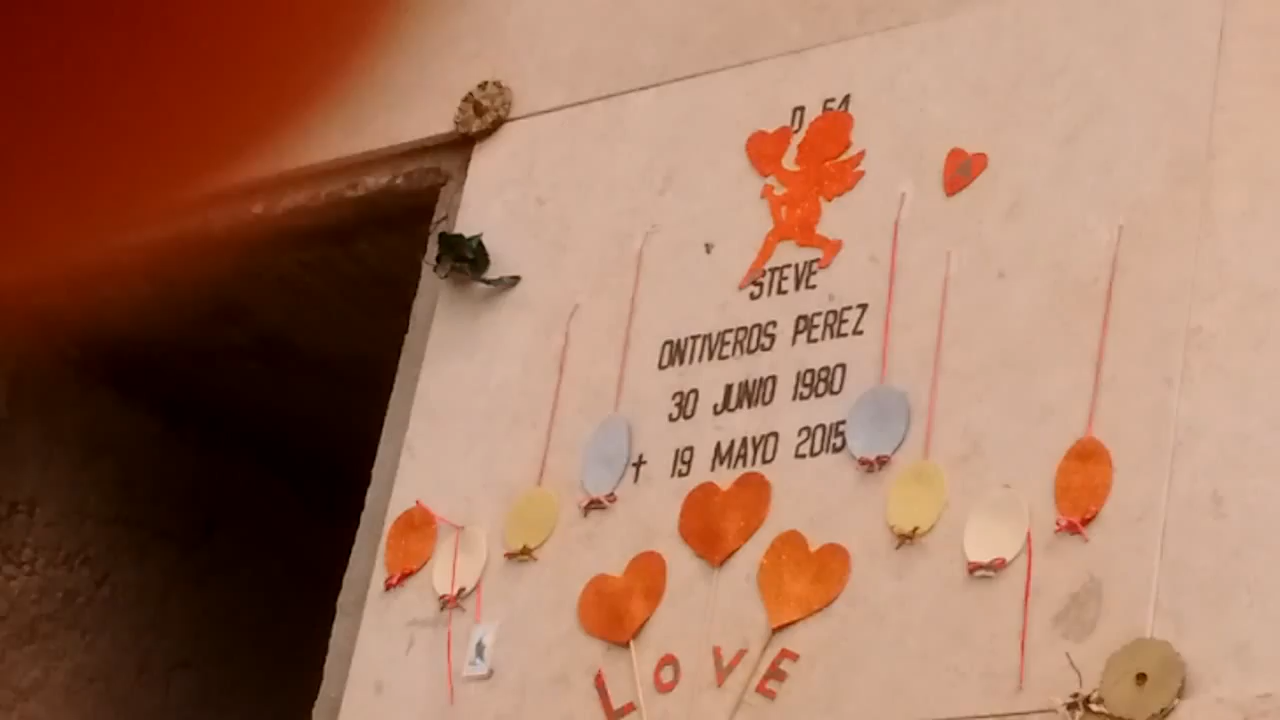 D 54
STEVE
ONTIVEROS PEREZ
30 JUNIO 1980
† 19 MAYO 2015
LOVE